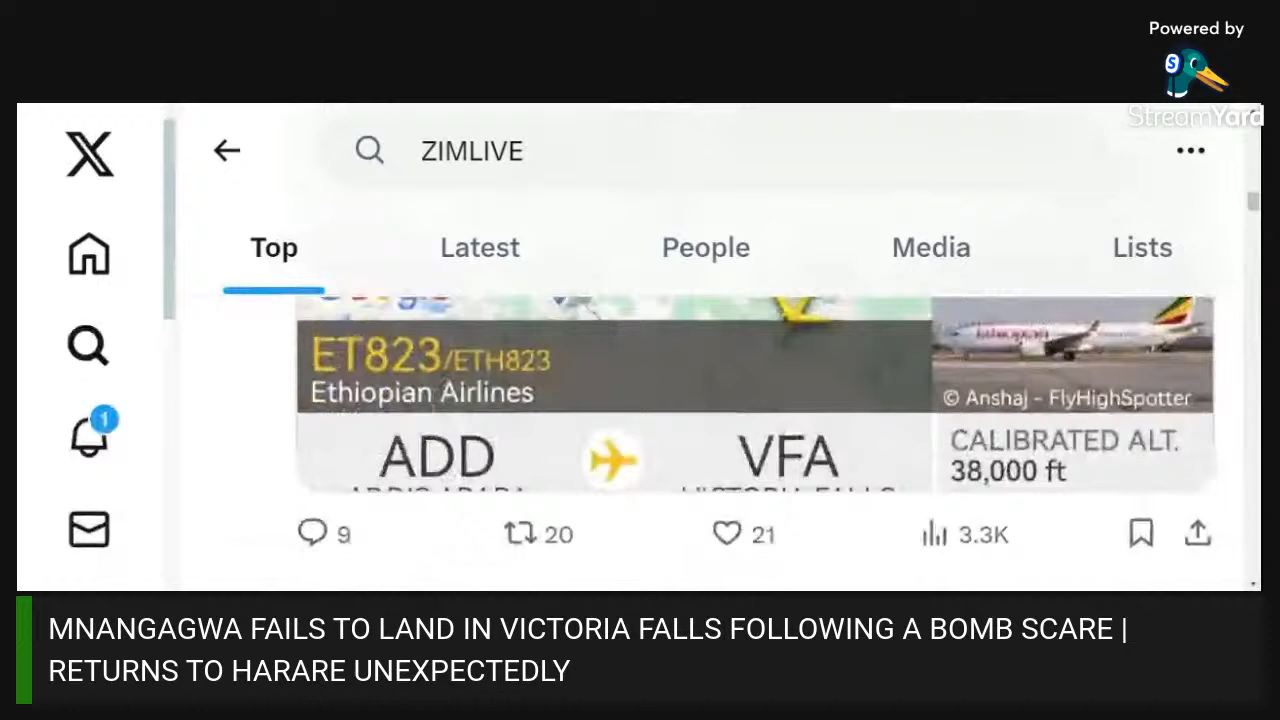 Powered by
StreamYard
ZIMLIVE
Top
Latest
People
Media
Lists
ET823/ETH823
Ethiopian Airlines
© Anshaj - FlyHighSpotter
ADD
VFA
CALIBRATED ALT.
38,000 ft
1
9
20
21
3.3K
MNANGAGWA FAILS TO LAND IN VICTORIA FALLS FOLLOWING A BOMB SCARE |
RETURNS TO HARARE UNEXPECTEDLY